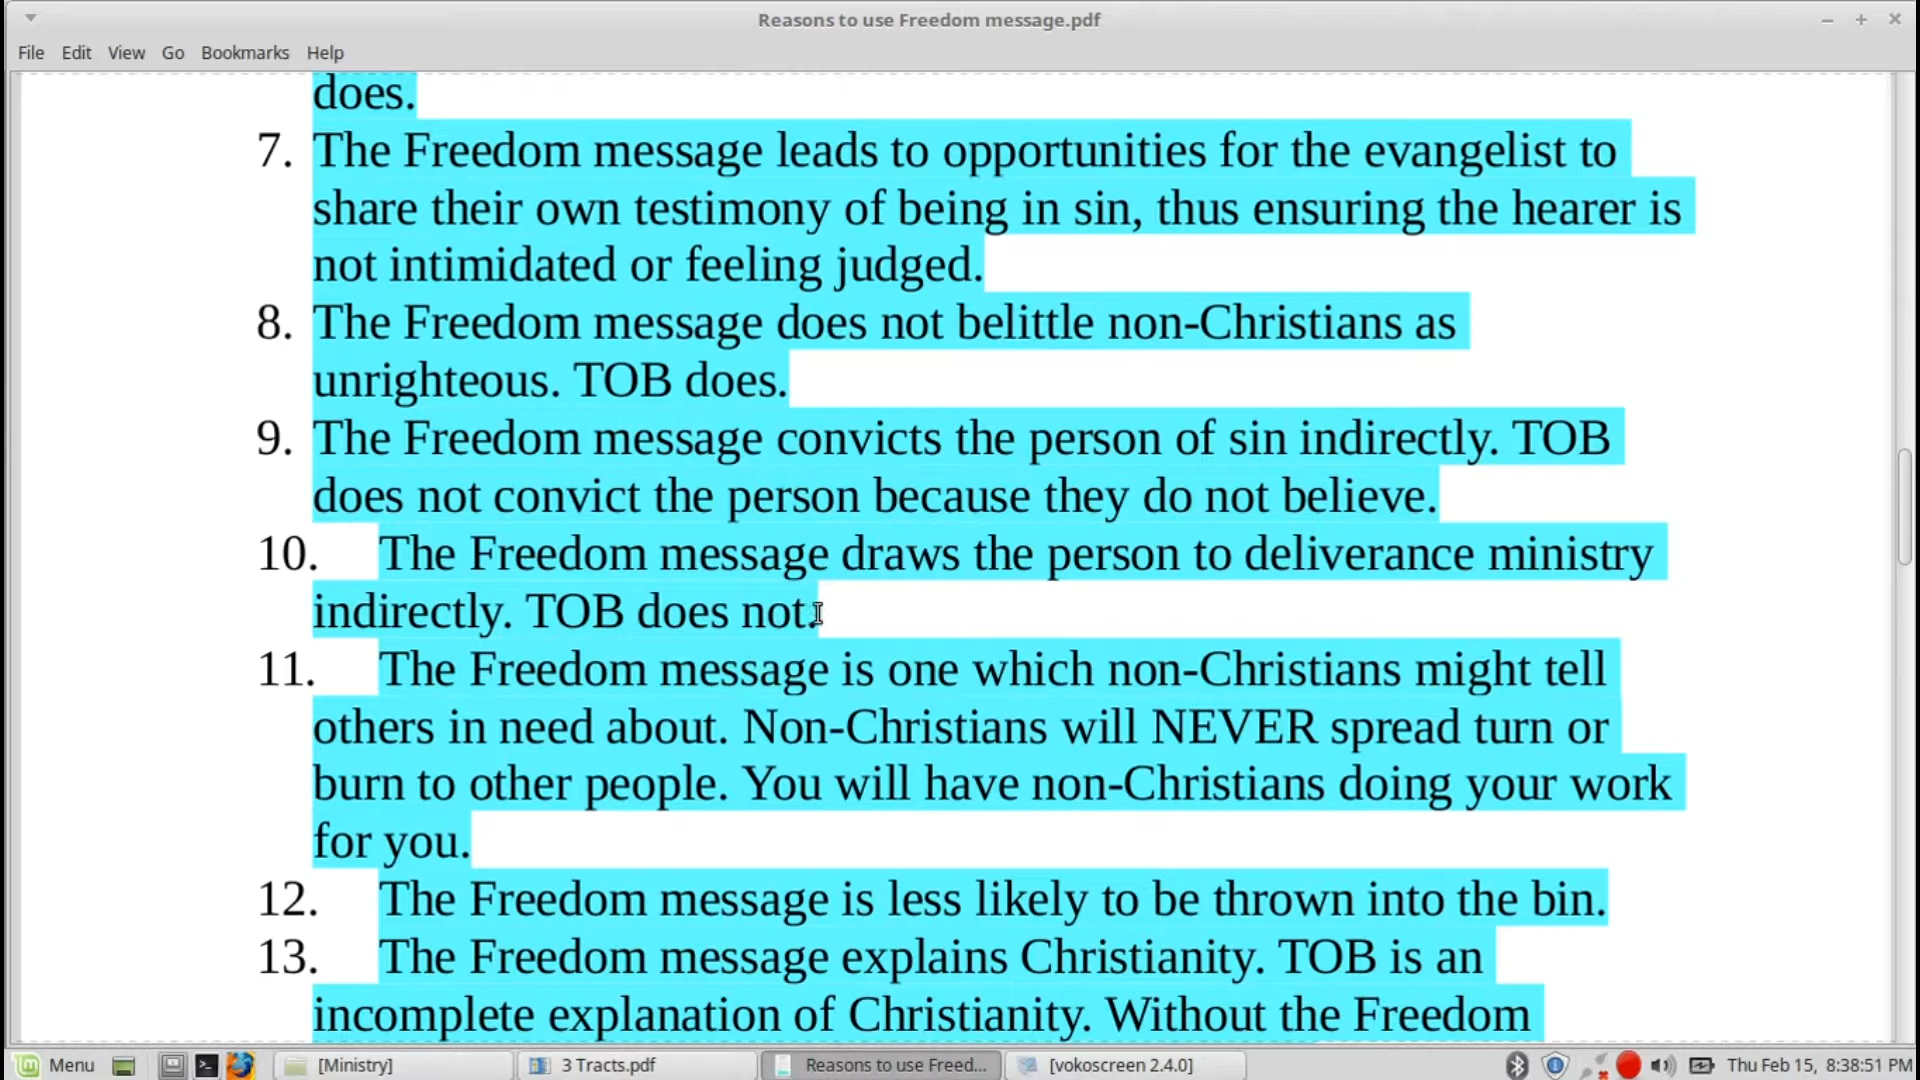 Reasons to use Freedom message.pdf
File Edit View Go Bookmarks Help
does.
7. The Freedom message leads to opportunities for the evangelist to
share their own testimony of being in sin, thus ensuring the hearer is
not intimidated or feeling judged.
8. The Freedom message does not belittle non-Christians as
unrighteous. TOB does.
9. The Freedom message convicts the person of sin indirectly. TOB
does not convict the person because they do not believe.
10. The Freedom message draws the person to deliverance ministry
indirectly. TOB does not.
11. The Freedom message is one which non-Christians might tell
others in need about. Non-Christians will NEVER spread turn or
burn to other people. You will have non-Christians doing your work
for you.
12. The Freedom message is less likely to be thrown into the bin.
13. The Freedom message explains Christianity. TOB is an
incomplete explanation of Christianity. Without the Freedom
Menu [Ministry] 3 Tracts.pdf Reasons to use Freed... [vokoscreen 2.4.0] Thu Feb 15, 8:38:51 PM